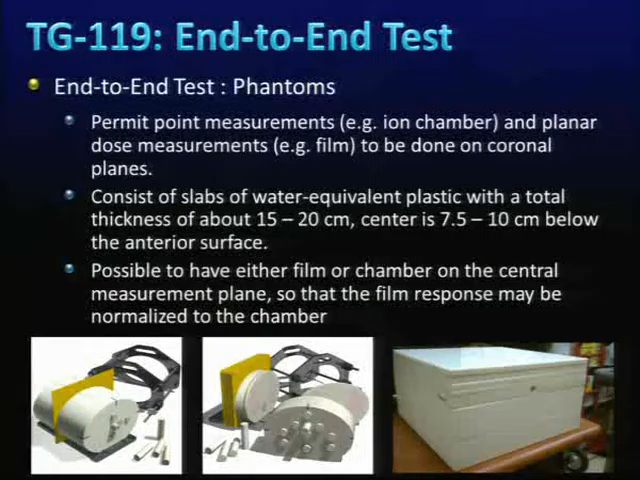 TG-119: End-to-End Test
End-to-End Test : Phantoms
Permit point measurements (e.g. ion chamber) and planar
dose measurements (e.g. film) to be done on coronal
planes.
Consist of slabs of water-equivalent plastic with a total
thickness of about 15 – 20 cm, center is 7.5 – 10 cm below
the anterior surface.
Possible to have either film or chamber on the central
measurement plane, so that the film response may be
normalized to the chamber